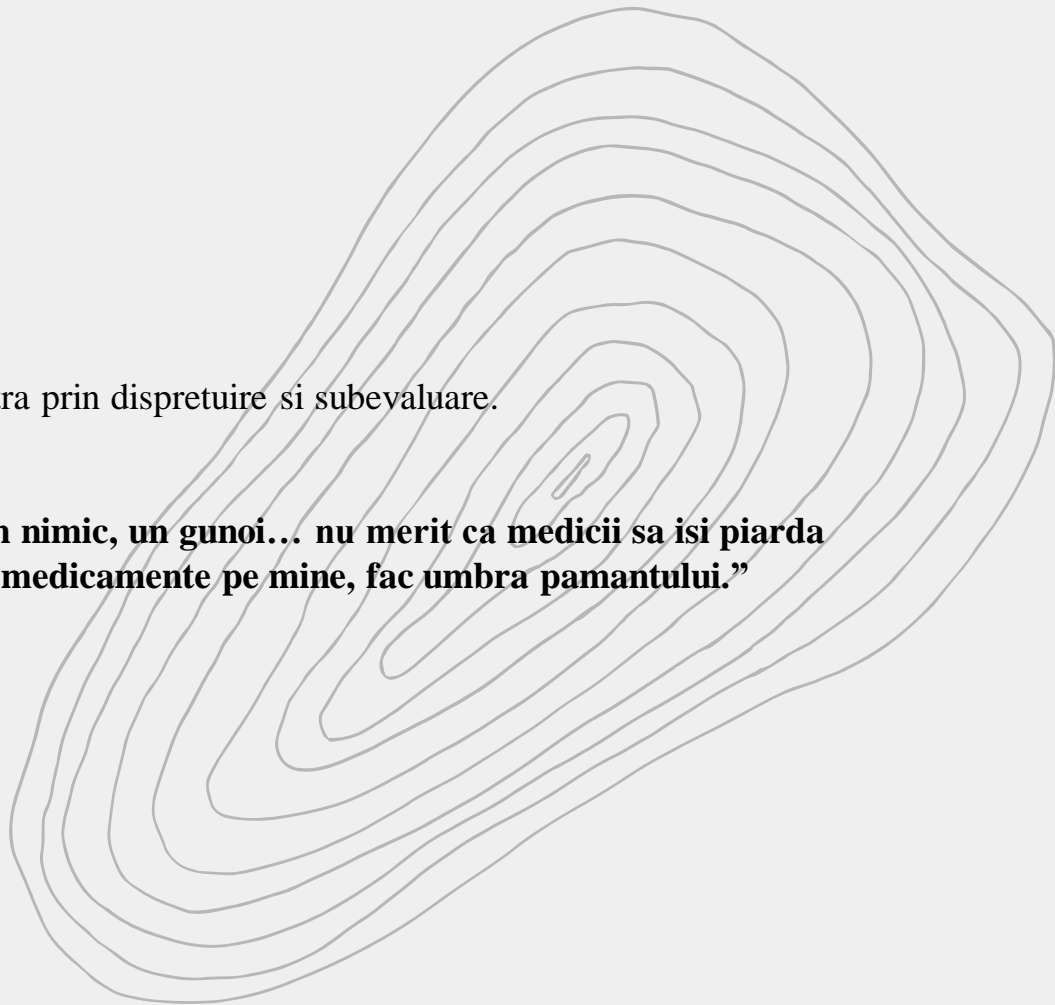 ra prin dispretuire si subevaluare.
n nimic, un gunoi… nu merit ca medicii sa isi piarda
medicamente pe mine, fac umbra pamantului.”